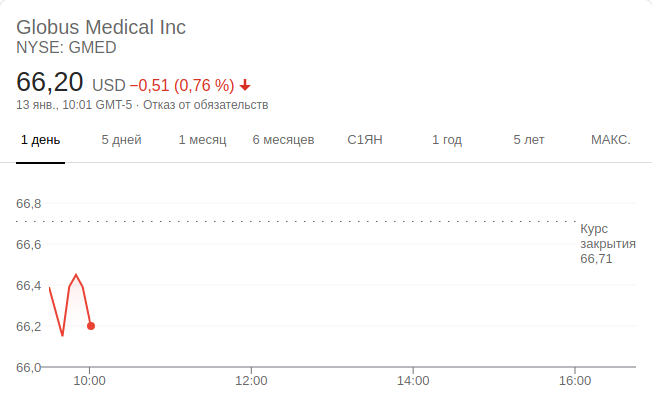 Globus Medical Inc
NYSE: GMED
66,20 USD −0,51 (0,76 %)
13 янв., 10:01 GMT-5 · Отказ от обязательств
1 день 5 дней 1 месяц 6 месяцев С1ЯН 1 год 5 лет МАКС.
66,8
Курс
закрытия
66,71
66,6
66,4
66,2
66,0
10:00 12:00 14:00 16:00